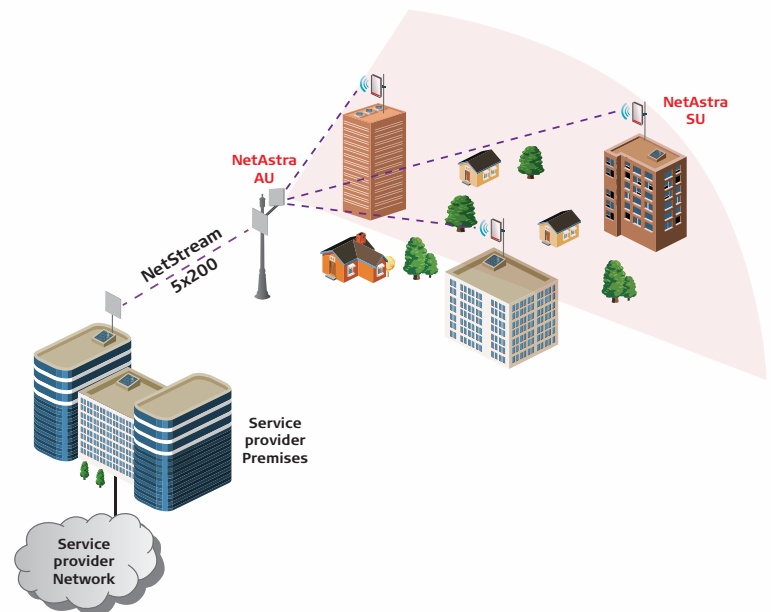 NetAstra
SU
NetAstra
AU
NetStream
5x200
Service
provider
Premises
Service
provider
Network